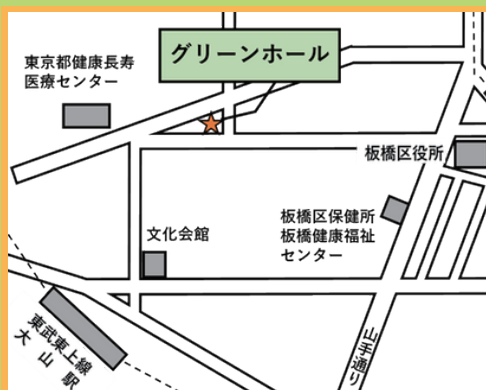 グリーンホール
東京都健康長寿
医療センター
板橋区役所
板橋区保健所
板橋健康福祉
センター
文化会館
東武東上線
大山駅
山手通り